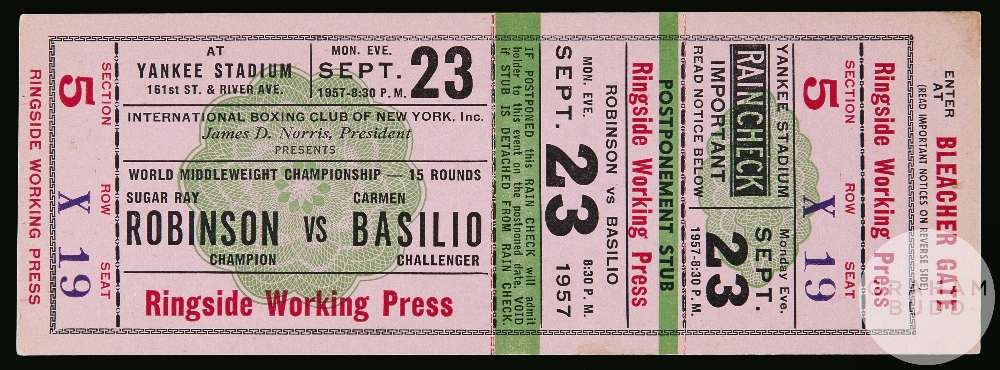 RINGSIDE WORKING PRESS
SECTION
5
ROW
X
SEAT
19
AT
YANKEE STADIUM
161ST ST. & RIVER AVE.
MON. EVE.
SEPT. 23
1957-8:30 P. M.
INTERNATIONAL BOXING CLUB OF NEW YORK. Inc.
James D. Norris, President
PRESENTS
WORLD MIDDLEWEIGHT CHAMPIONSHIP — 15 ROUNDS
SUGAR RAY CARMEN
ROBINSON VS BASILIO
CHAMPION CHALLENGER
Ringside Working Press
IF POSTPONED this RAIN CHECK will admit
holder to this event on the postponed date. VOID
if STUB IS DETACHED FROM RAIN CHECK.
MON. EVE. 8:30 P. M.
SEPT. 23 1957
ROBINSON vs BASILIO
Ringside Working Press
POSTPONEMENT STUB
RAINCHECK
IMPORTANT
READ NOTICE BELOW
YANKEE STADIUM
Monday Eve.
SEPT. 23
1957-8:30 P.M.
SECTION
5
ROW
X
SEAT
19
Ringside Working Press
ENTER AT BLEACHER GATE
(READ IMPORTANT NOTICES ON REVERSE SIDE)
GRAHAM
BUDD